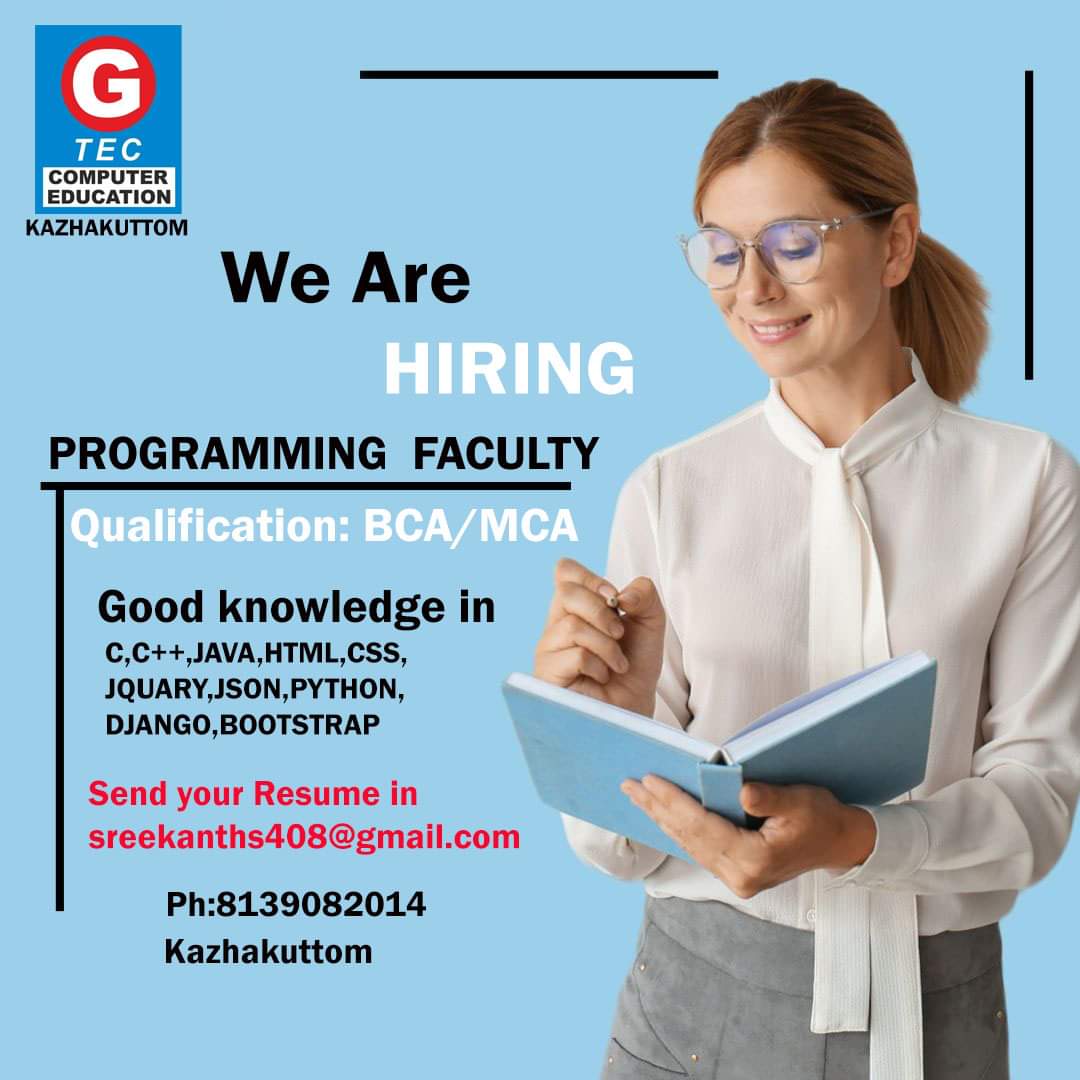 G
TEC
COMPUTER
EDUCATION
KAZHAKUTTOM
We Are
HIRING
PROGRAMMING FACULTY
Qualification: BCA/MCA
Good knowledge in
C,C++,JAVA,HTML,CSS,
JQUARY,JSON,PYTHON,
DJANGO,BOOTSTRAP
Send your Resume in
sreekanths408@gmail.com
Ph:8139082014
Kazhakuttom